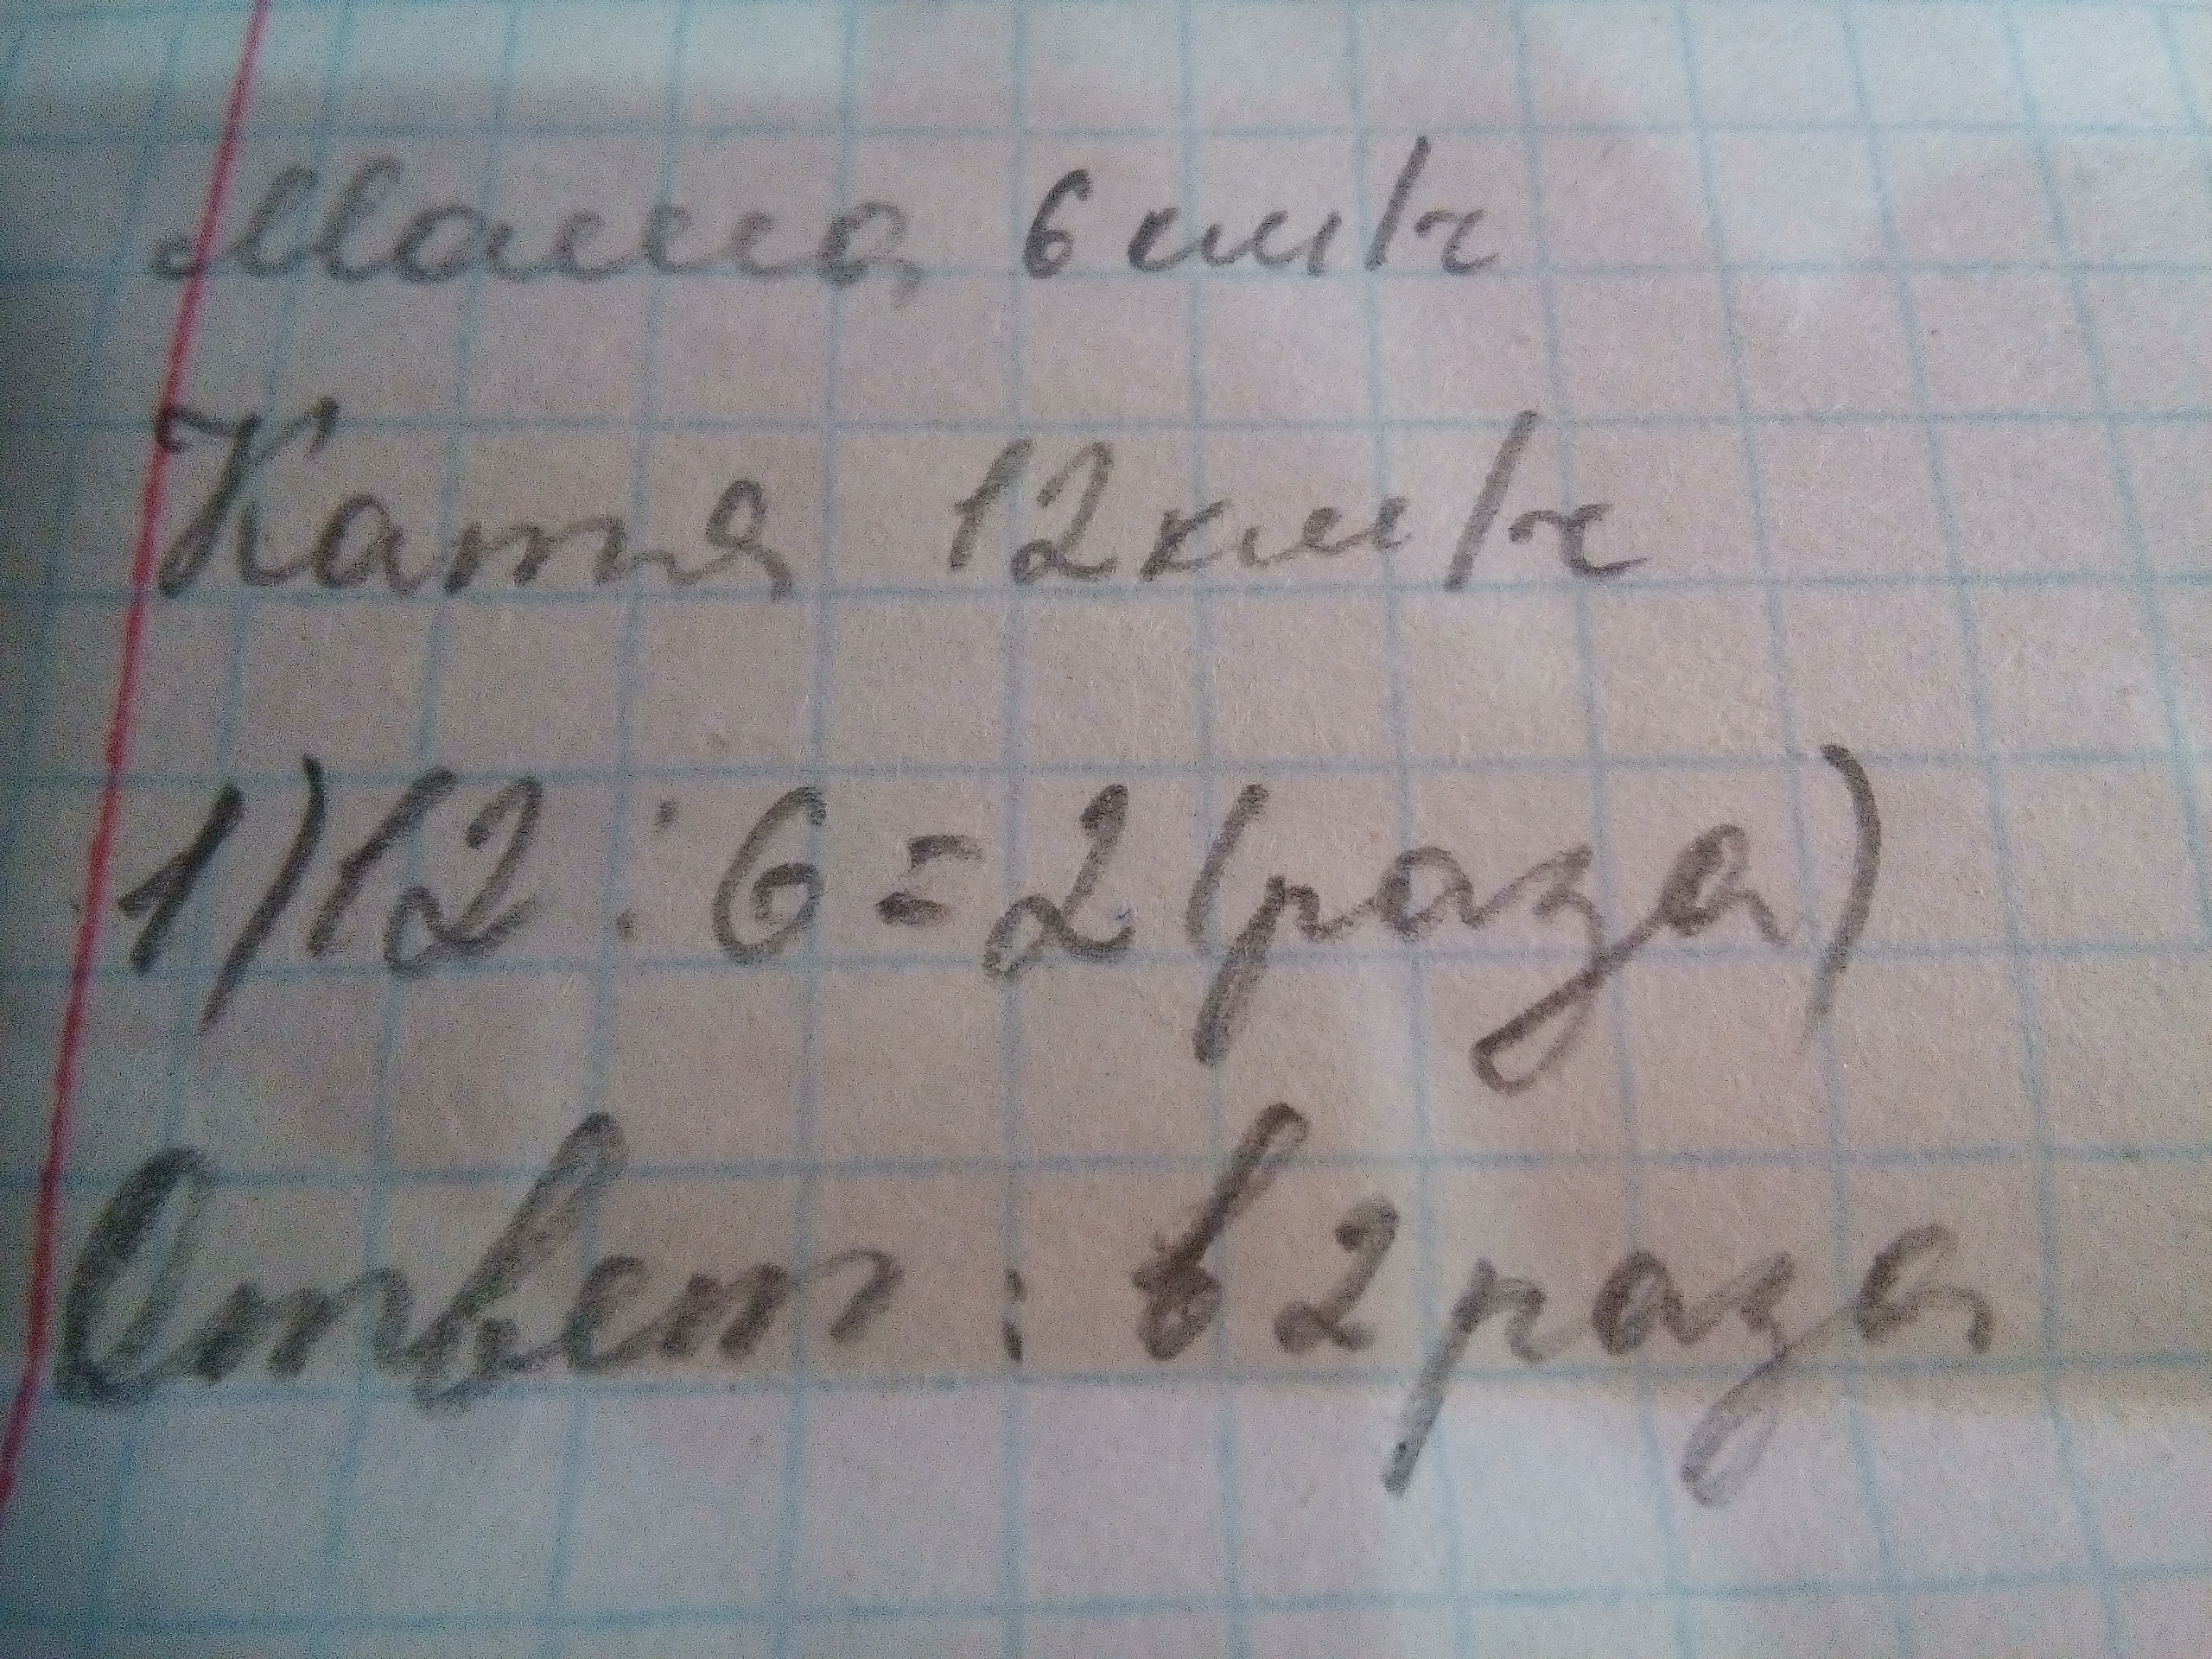 Маша 6 км/ч
Катя 12 км/ч
1) 12 : 6 = 2 (раза)
Ответ : в 2 раза